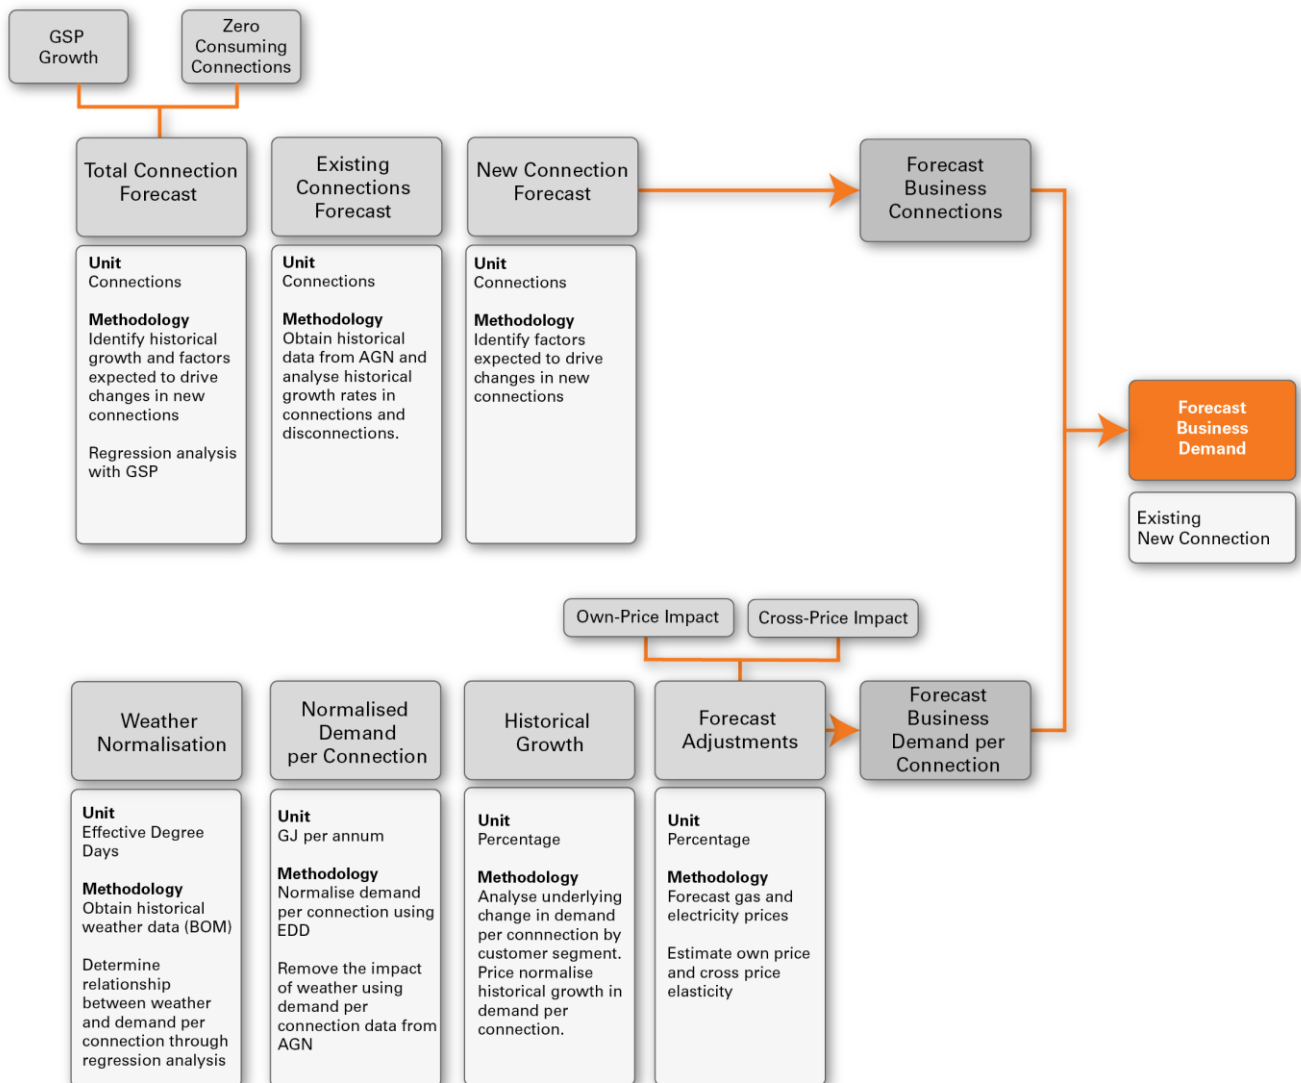 GSP
Growth
Zero
Consuming
Connections
Total Connection
Forecast
Existing
Connections
Forecast
New Connection
Forecast
Forecast
Business
Connections
Unit
Connections
Methodology
Identify historical
growth and factors
expected to drive
changes in new
connections
Regression analysis
with GSP
Unit
Connections
Methodology
Obtain historical
data from AGN and
analyse historical
growth rates in
connections and
disconnections.
Unit
Connections
Methodology
Identify factors
expected to drive
changes in new
connections
Forecast
Business
Demand
Existing
New Connection
Own-Price Impact
Cross-Price Impact
Weather
Normalisation
Normalised
Demand
per Connection
Historical
Growth
Forecast
Adjustments
Forecast
Business
Demand per
Connection
Unit
Effective Degree
Days
Methodology
Obtain historical
weather data (BOM)
Determine
relationship
between weather
and demand per
connection through
regression analysis
Unit
GJ per annum
Methodology
Normalise demand
per connection using
EDD
Remove the impact
of weather using
demand per
connection data from
AGN
Unit
Percentage
Methodology
Analyse underlying
change in demand
per connnection by
customer segment.
Price normalise
historical growth in
demand per
connection.
Unit
Percentage
Methodology
Forecast gas and
electricity prices
Estimate own price
and cross price
elasticity